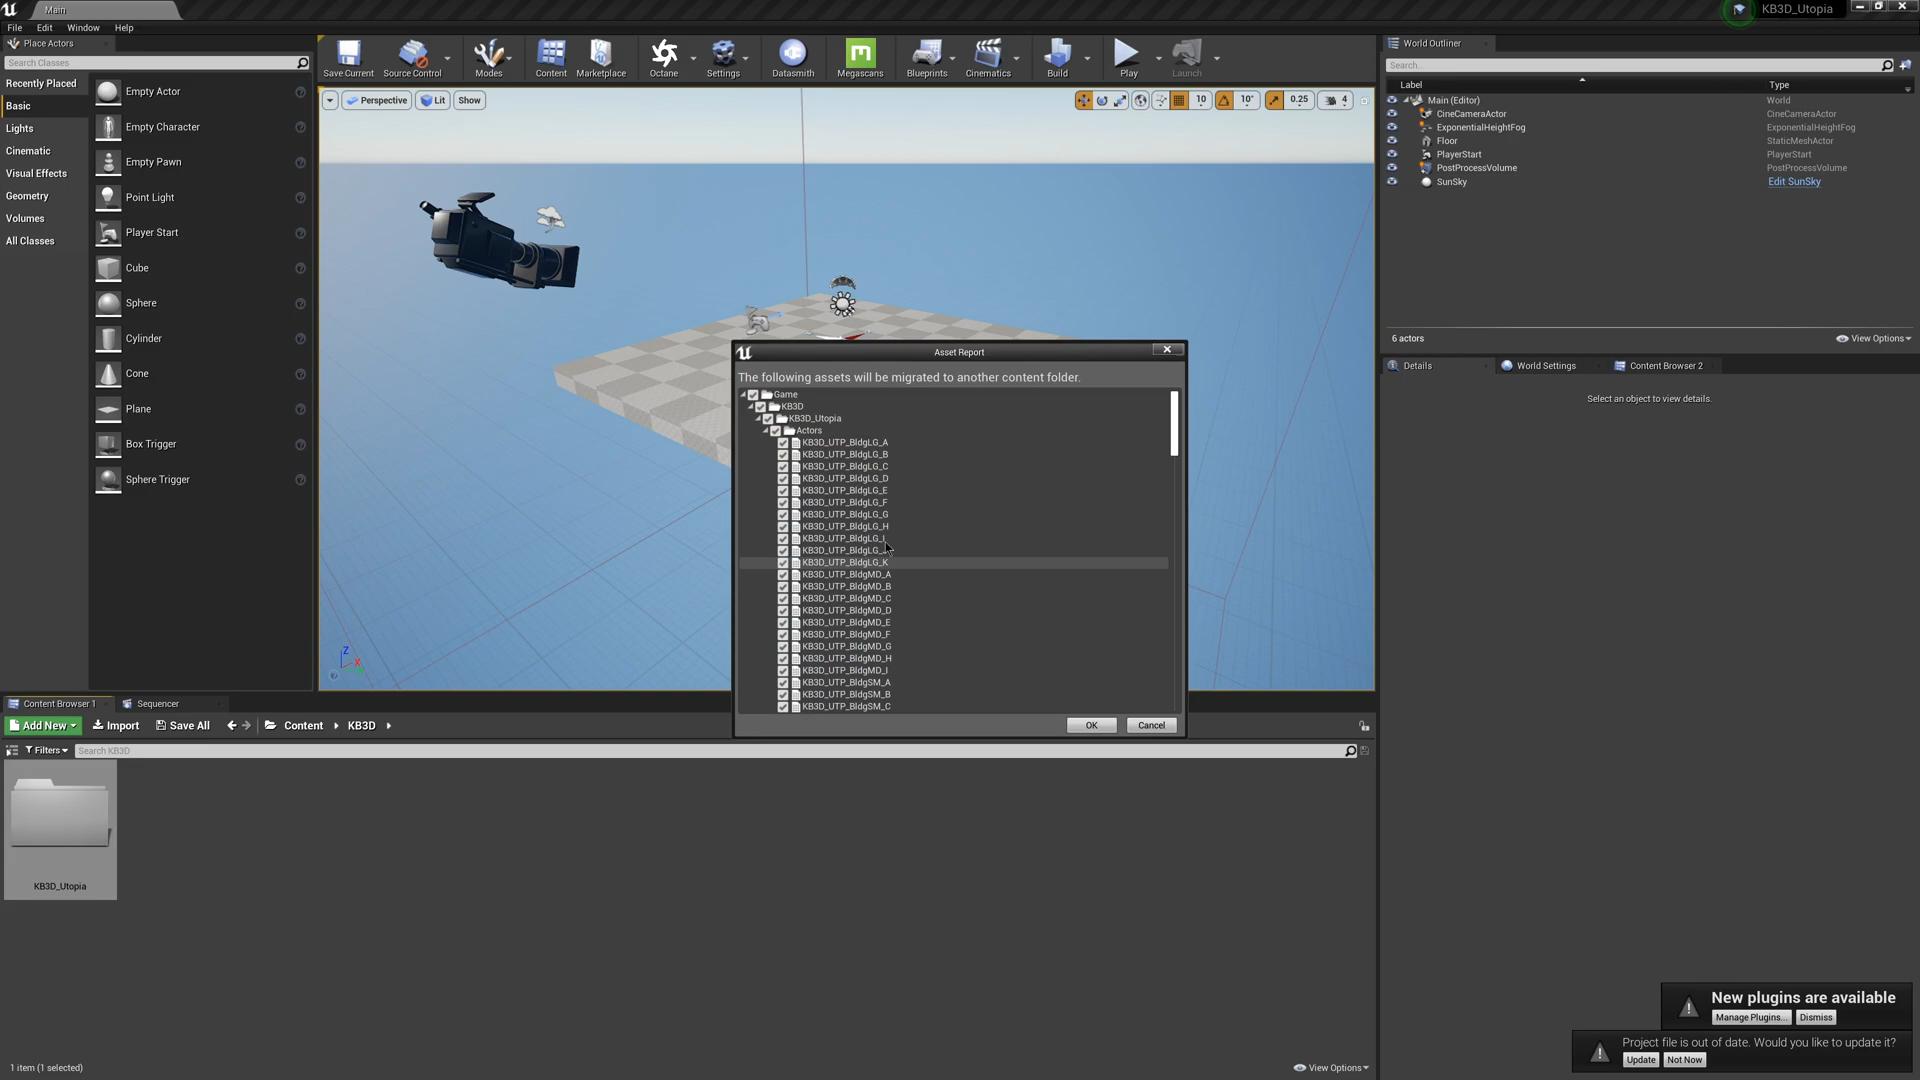 Main
KB3D_Utopia
File Edit Window Help
Place Actors
Search Classes
Recently Placed
Basic
Lights
Cinematic
Visual Effects
Geometry
Volumes
All Classes
Empty Actor
Empty Character
Empty Pawn
Point Light
Player Start
Cube
Sphere
Cylinder
Cone
Plane
Box Trigger
Sphere Trigger
Save Current
Source Control
Modes
Content
Marketplace
Octane
Settings
Datasmith
Megascans
Blueprints
Cinematics
Build
Play
Launch
Perspective
Lit
Show
10
10°
0.25
4
Z
X
Asset Report
The following assets will be migrated to another content folder.
Game
KB3D
KB3D_Utopia
Actors
KB3D_UTP_BldgLG_A
KB3D_UTP_BldgLG_B
KB3D_UTP_BldgLG_C
KB3D_UTP_BldgLG_D
KB3D_UTP_BldgLG_E
KB3D_UTP_BldgLG_F
KB3D_UTP_BldgLG_G
KB3D_UTP_BldgLG_H
KB3D_UTP_BldgLG_I
KB3D_UTP_BldgLG_
KB3D_UTP_BldgLG_K
KB3D_UTP_BldgMD_A
KB3D_UTP_BldgMD_B
KB3D_UTP_BldgMD_C
KB3D_UTP_BldgMD_D
KB3D_UTP_BldgMD_E
KB3D_UTP_BldgMD_F
KB3D_UTP_BldgMD_G
KB3D_UTP_BldgMD_H
KB3D_UTP_BldgMD_I
KB3D_UTP_BldgSM_A
KB3D_UTP_BldgSM_B
KB3D_UTP_BldgSM_C
OK
Cancel
World Outliner
Search...
Label Type
Main (Editor) World
CineCameraActor CineCameraActor
ExponentialHeightFog ExponentialHeightFog
Floor StaticMeshActor
PlayerStart PlayerStart
PostProcessVolume PostProcessVolume
SunSky Edit SunSky
6 actors
View Options
Details
World Settings
Content Browser 2
Select an object to view details.
Content Browser 1
Sequencer
Add New
Import
Save All
Content
KB3D
Filters
Search KB3D
KB3D_Utopia
1 item (1 selected)
View Options
New plugins are available
Manage Plugins...
Dismiss
Project file is out of date. Would you like to update it?
Update
Not Now